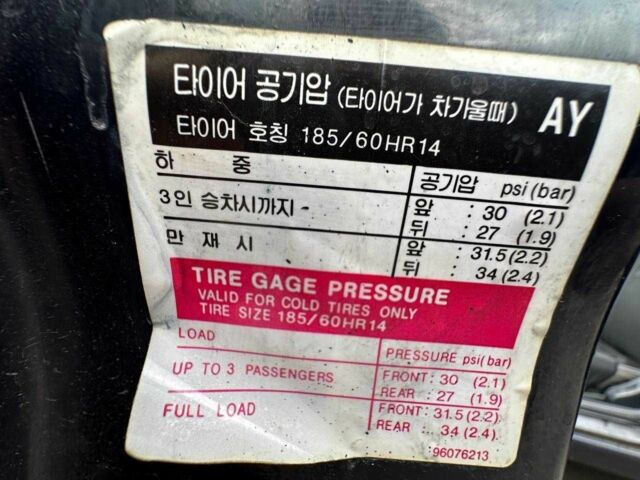 타이어 공기압 (타이어가 차가울때) AY
타이어 호칭 185/60HR14
하 중 공기압 psi(bar)
3인 승차시까지- 앞 : 30 (2.1)
뒤 : 27 (1.9)
만 재 시 앞 : 31.5 (2.2)
뒤 : 34 (2.4)
TIRE GAGE PRESSURE
VALID FOR COLD TIRES ONLY
TIRE SIZE 185/60HR14
LOAD PRESSURE psi(bar)
UP TO 3 PASSENGERS FRONT: 30 (2.1)
REAR : 27 (1.9)
FULL LOAD FRONT: 31.5 (2.2)
REAR : 34 (2.4)
96076213